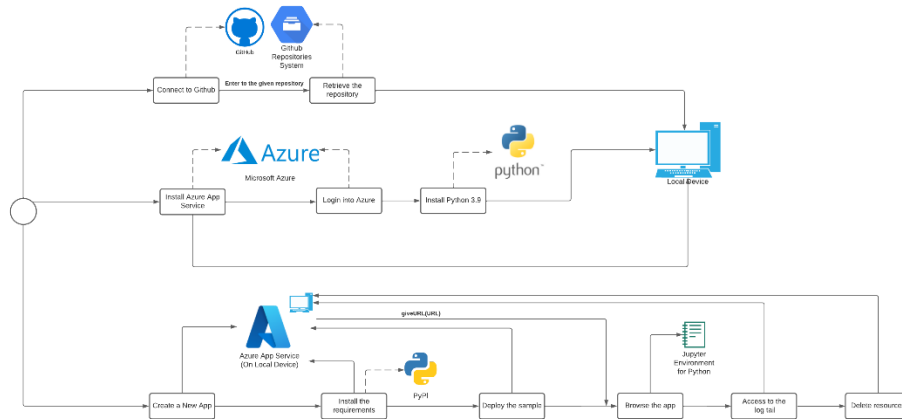 GitHub
Github
Repositories
System
Connect to Github
Enter to the given repository
Retrieve the
repository
Azure
Microsoft Azure
python
Local Device
Install Azure App
Service
Login into Azure
Install Python 3.9
giveURL(URL)
Azure App Service
(On Local Device)
PyPI
Jupyter
Environment
for Python
Create a New App
Install the
requirements
Deploy the sample
Browse the app
Access to the
log tail
Delete resources